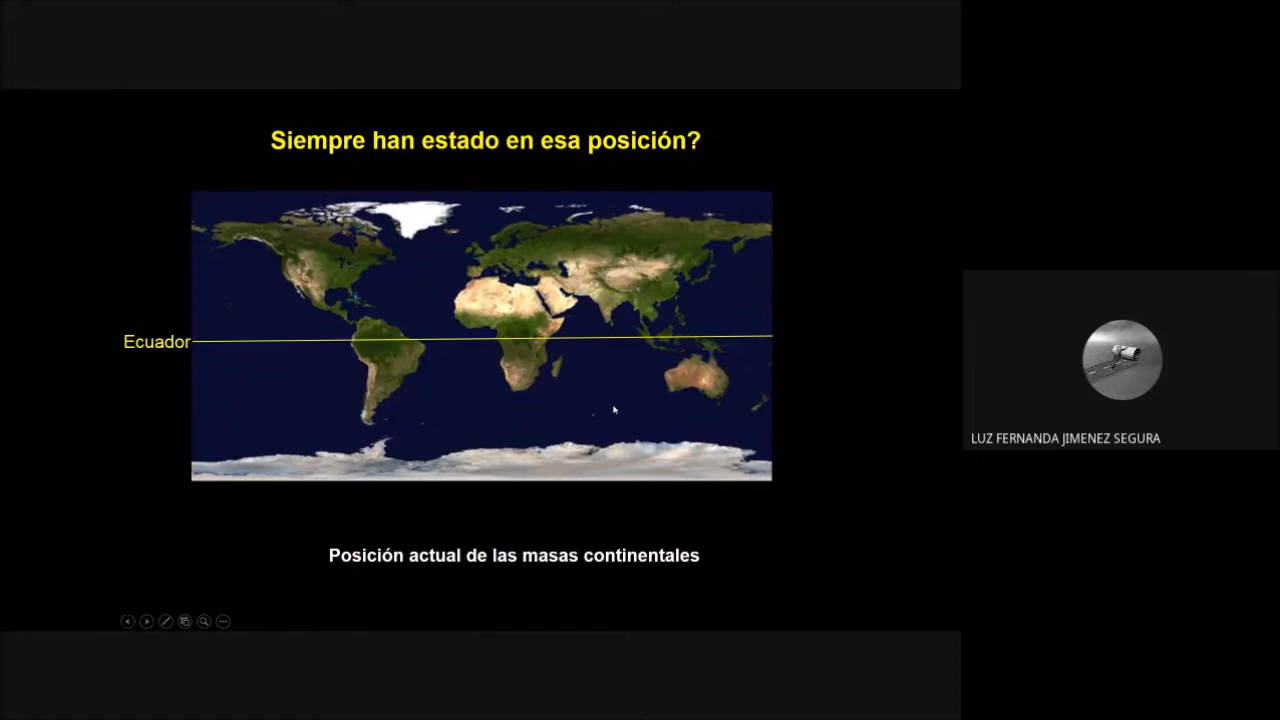 Siempre han estado en esa posición?
Ecuador
LUZ FERNANDA JIMENEZ SEGURA
Posición actual de las masas continentales